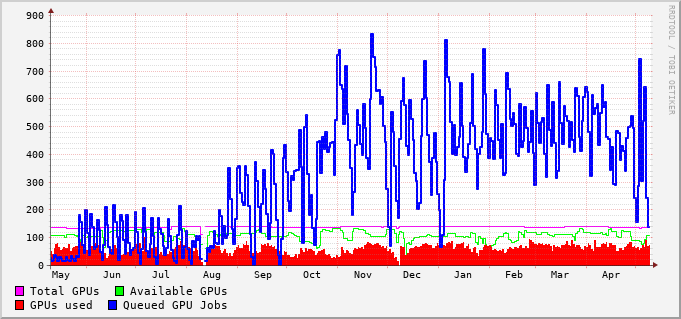 RRDTOOL / TOBI OETIKER
900
800
700
600
500
400
300
200
100
0
May Jun Jul Aug Sep Oct Nov Dec Jan Feb Mar Apr
Total GPUs Available GPUs
GPUs used Queued GPU Jobs